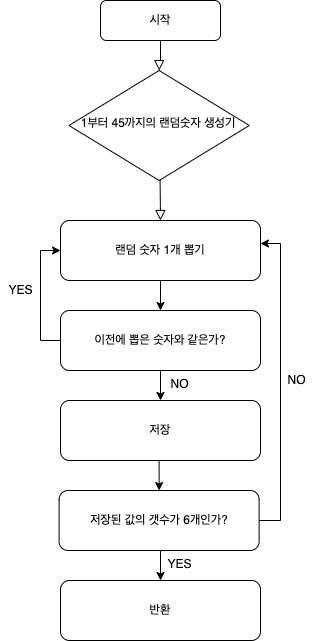 시작
1부터 45까지의 랜덤숫자 생성기
랜덤 숫자 1개 뽑기
YES
이전에 뽑은 숫자와 같은가?
NO
NO
저장
저장된 값의 갯수가 6개인가?
YES
반환